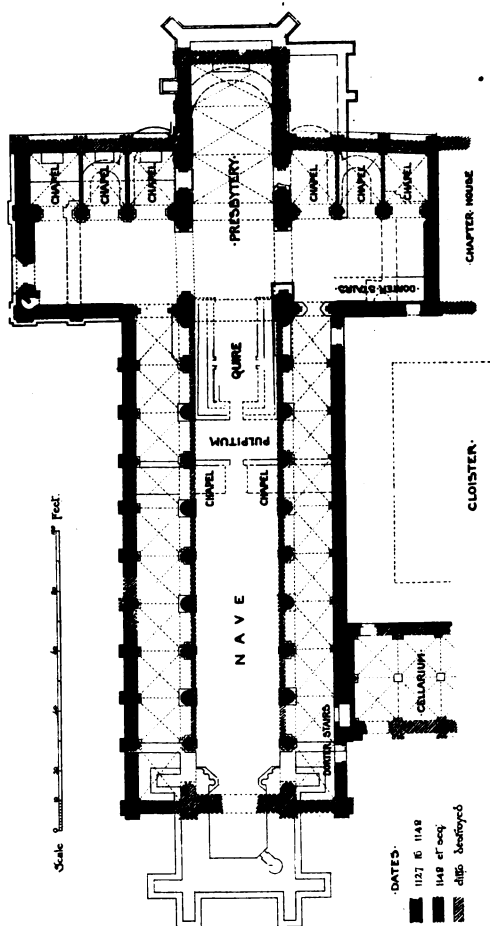 CHAPEL
CHAPEL
CHAPEL
·PRESBYTERY·
CHAPEL
CHAPEL
CHAPEL
·DORTER·STAIRS·
·CHAPTER·HOUSE
QUIRE
PULPITUM
CHAPEL
CHAPEL
NAVE
CLOISTER·
CELLARIUM·
DORTER STAIRS
Scale
Feet
·DATES·
1127 to 1148
1148 et seq:
ditto destroyed